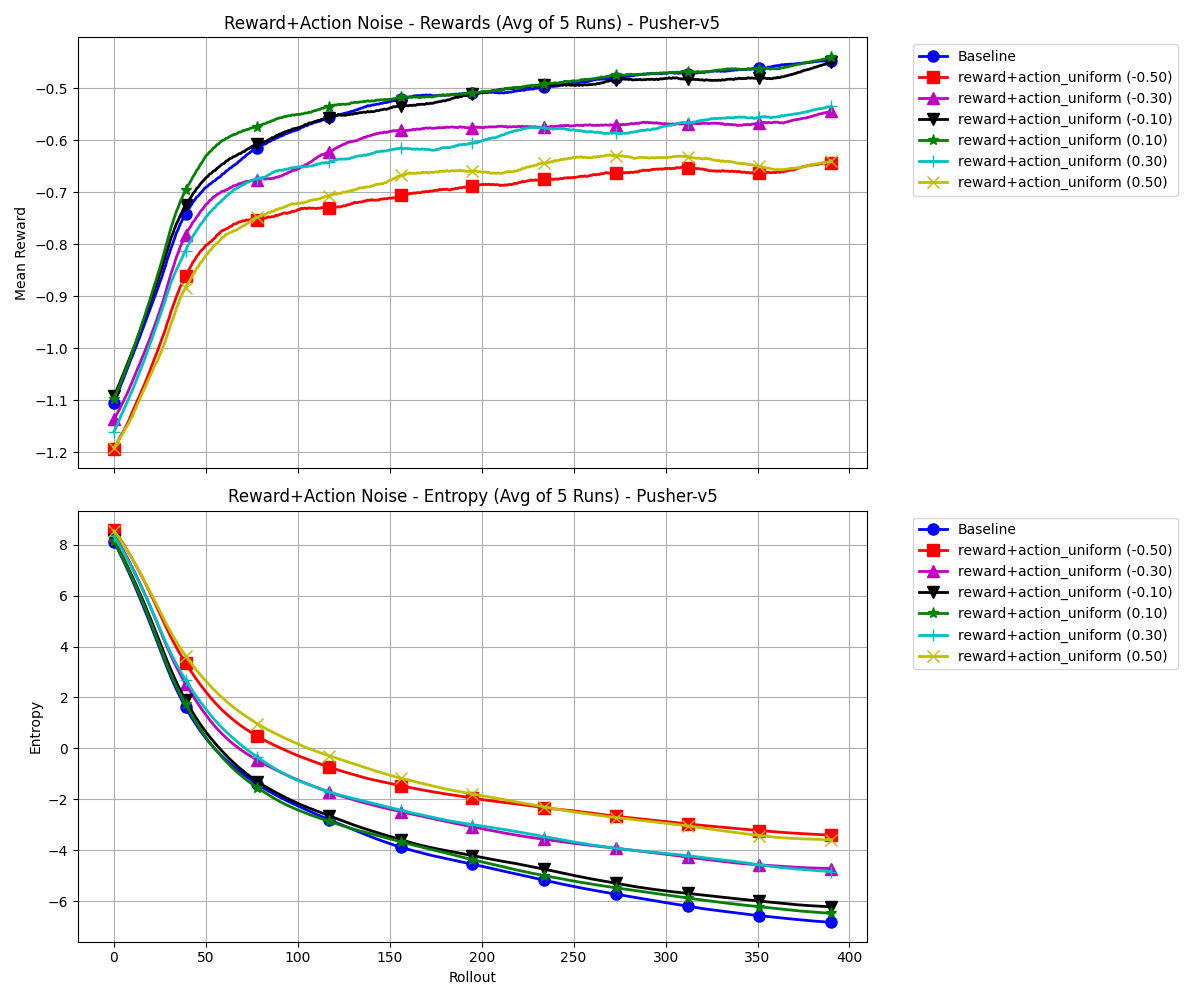 Reward+Action Noise - Rewards (Avg of 5 Runs) - Pusher-v5
Mean Reward
−0.5
−0.6
−0.7
−0.8
−0.9
−1.0
−1.1
−1.2
Baseline
reward+action_uniform (-0.50)
reward+action_uniform (-0.30)
reward+action_uniform (-0.10)
reward+action_uniform (0.10)
reward+action_uniform (0.30)
reward+action_uniform (0.50)
Reward+Action Noise - Entropy (Avg of 5 Runs) - Pusher-v5
Entropy
8
6
4
2
0
−2
−4
−6
0 50 100 150 200 250 300 350 400
Rollout
Baseline
reward+action_uniform (-0.50)
reward+action_uniform (-0.30)
reward+action_uniform (-0.10)
reward+action_uniform (0.10)
reward+action_uniform (0.30)
reward+action_uniform (0.50)